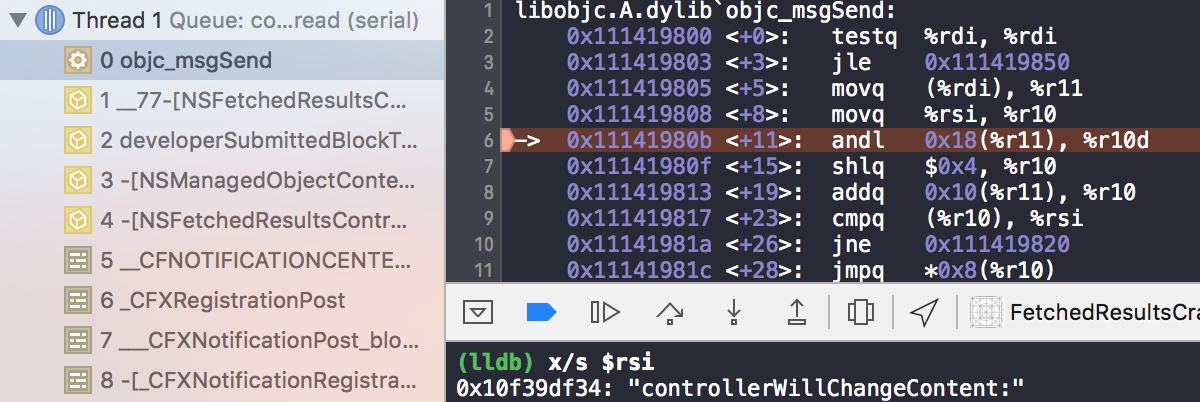 Thread 1 Queue: co...read (serial)
0 objc_msgSend
1 __77-[NSFetchedResultsC...
2 developerSubmittedBlockT...
3 -[NSManagedObjectConte...
4 -[NSFetchedResultsContr...
5 __CFNOTIFICATIONCENTE...
6 _CFXRegistrationPost
7 ___CFXNotificationPost_blo...
8 -[_CFXNotificationRegistra...
1 libobjc.A.dylib`objc_msgSend:
2 0x111419800 <+0>: testq %rdi, %rdi
3 0x111419803 <+3>: jle 0x111419850
4 0x111419805 <+5>: movq (%rdi), %r11
5 0x111419808 <+8>: movq %rsi, %r10
6 -> 0x11141980b <+11>: andl 0x18(%r11), %r10d
7 0x11141980f <+15>: shlq $0x4, %r10
8 0x111419813 <+19>: addq 0x10(%r11), %r10
9 0x111419817 <+23>: cmpq (%r10), %rsi
10 0x11141981a <+26>: jne 0x111419820
11 0x11141981c <+28>: jmpq *0x8(%r10)
FetchedResultsCra
(lldb) x/s $rsi
0x10f39df34: "controllerWillChangeContent:"